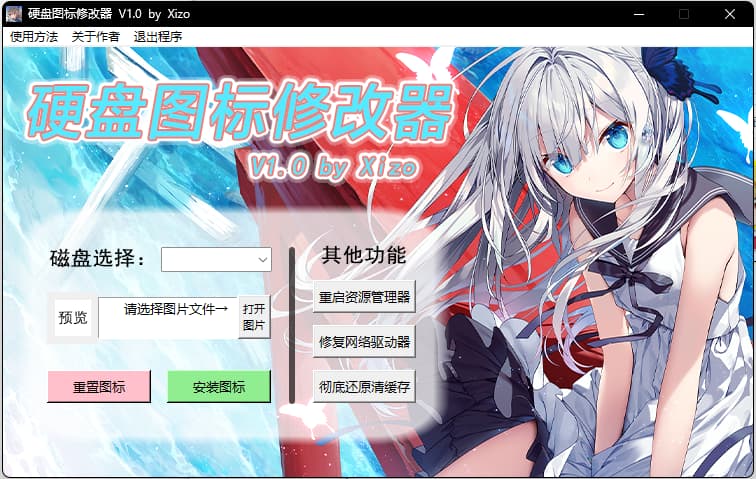 硬盘图标修改器 V1.0 by Xizo
使用方法 关于作者 退出程序
硬盘图标修改器
V1.0 by Xizo
磁盘选择：
预览
请选择图片文件→
打开
图片
重置图标
安装图标
其他功能
重启资源管理器
修复网络驱动器
彻底还原清缓存